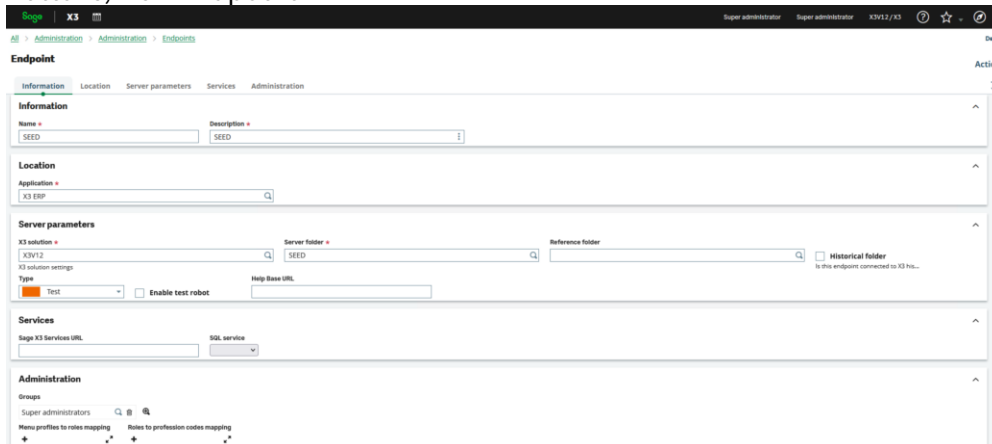 Sage X3 Super administrator Super administrator X3V12/X3
All > Administration > Administration > Endpoints
Endpoint
Information Location Server parameters Services Administration
Information
Name * Description *
SEED SEED
Location
Application *
X3 ERP
Server parameters
X3 solution * Server folder * Reference folder
X3V12 SEED Historical folder
X3 solution settings Is this endpoint connected to X3 his...
Type Help Base URL
Test Enable test robot
Services
Sage X3 Services URL SQL service
Administration
Groups
Super administrators
Menu profiles to roles mapping Roles to profession codes mapping